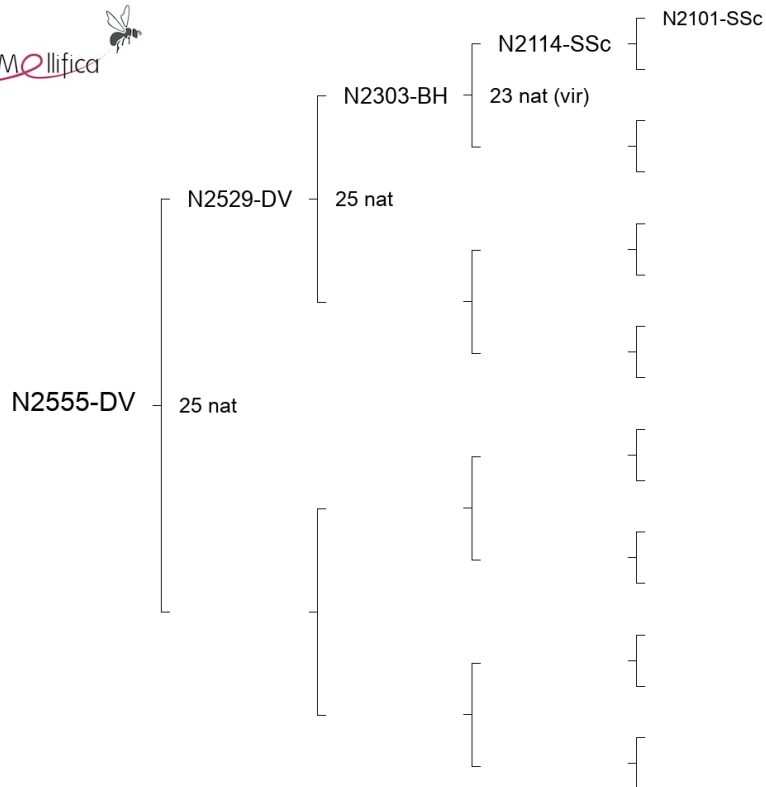 N2101-SSc
N2114-SSc
Mellifica
N2303-BH 23 nat (vir)
N2529-DV 25 nat
N2555-DV 25 nat